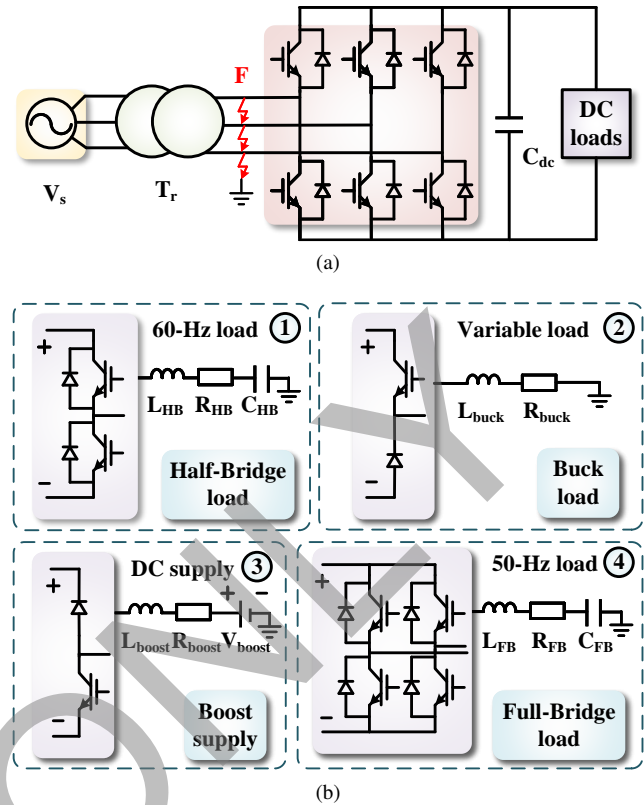 F
V_s
T_r
C_dc
DC
loads
(a)
60-Hz load ①
+
L_HB R_HB C_HB
−
Half-Bridge
load
Variable load ②
+
L_buck R_buck
−
Buck
load
DC supply ③
+
+ −
L_boost R_boost V_boost
−
Boost
supply
50-Hz load ④
+
L_FB R_FB C_FB
−
Full-Bridge
load
(b)
ONLY